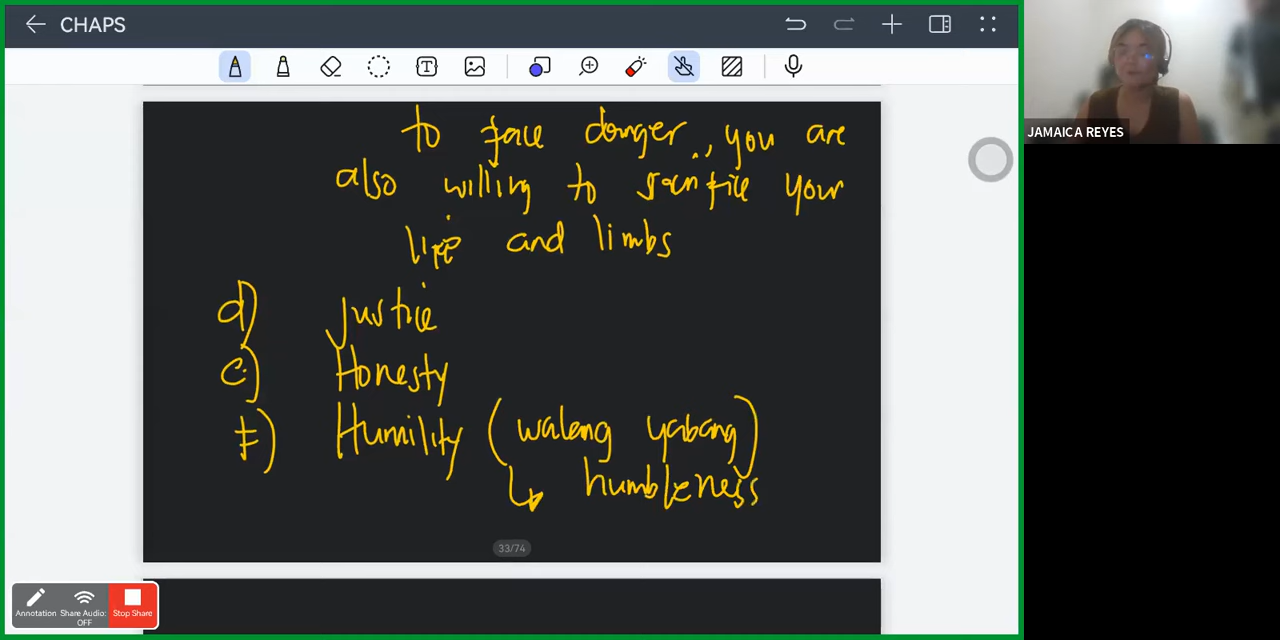 CHAPS
JAMAICA REYES
to face danger, you are
also willing to sacrifice your
life and limbs
d) Justice
e) Honesty
F) Humility (walang yabang)
↳ humbleness
33/74
Annotation Share Audio: OFF Stop Share